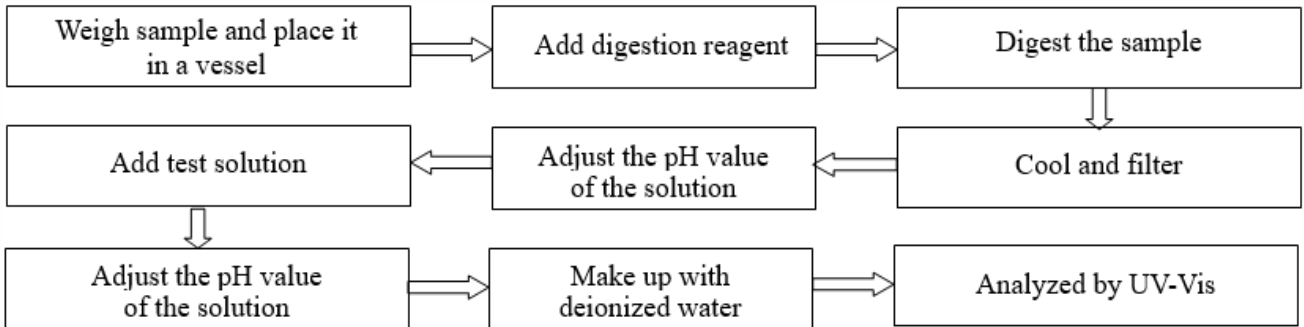 Weigh sample and place it
in a vessel
Add digestion reagent
Digest the sample
Cool and filter
Adjust the pH value
of the solution
Add test solution
Adjust the pH value
of the solution
Make up with
deionized water
Analyzed by UV-Vis